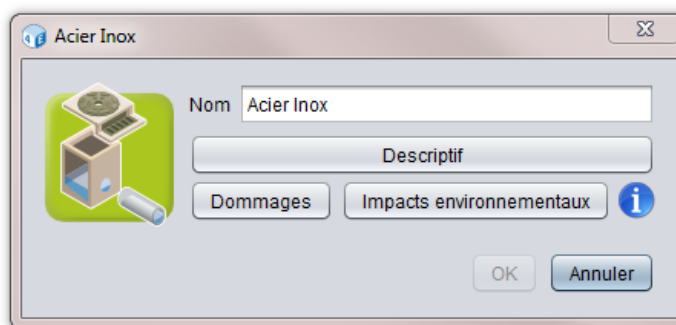 Acier Inox
Nom Acier Inox
Descriptif
Dommages Impacts environnementaux i
OK Annuler